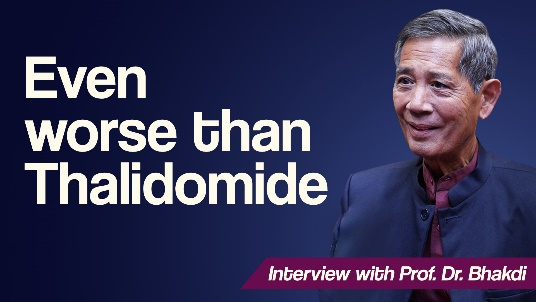 Even
worse than
Thalidomide
Interview with Prof. Dr. Bhakdi